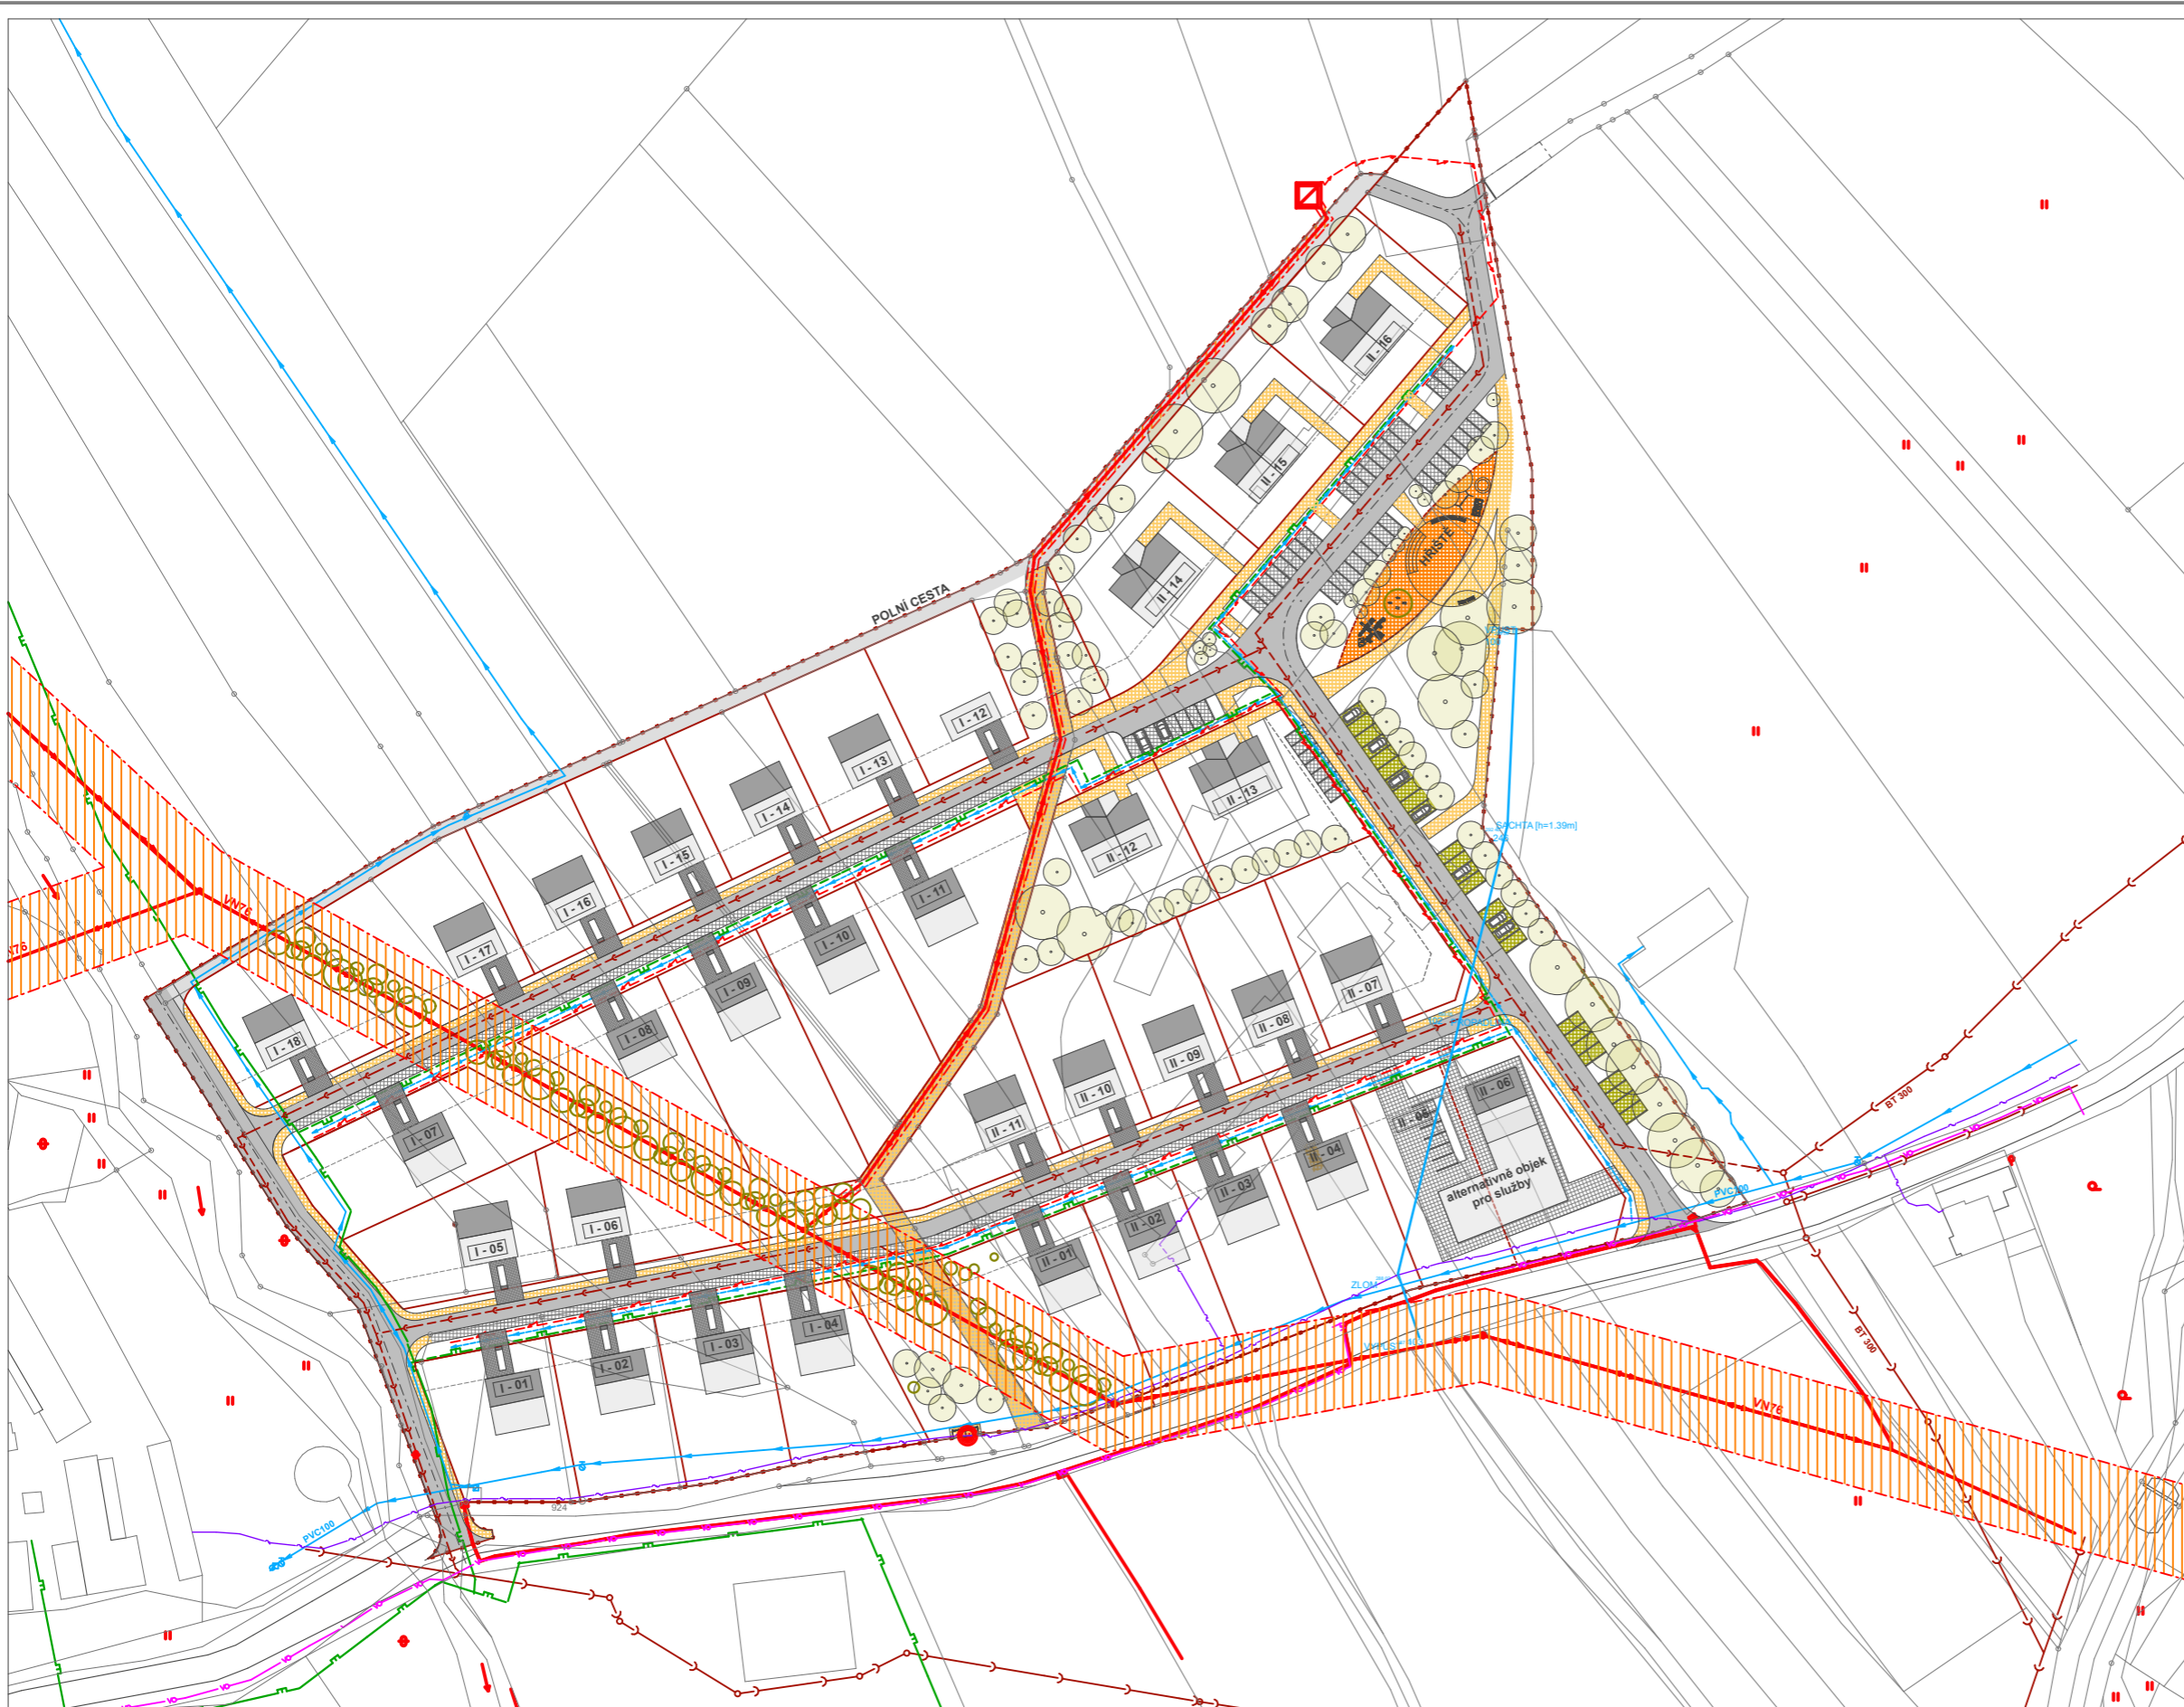 II - 16
II - 15
HŘIŠTĚ
II - 14
POLNÍ CESTA
I - 12
I - 13
I - 14
I - 15
I - 16
I - 17
I - 18
II - 13
II - 12
ŠACHTA [h=1.39m]
I - 11
I - 10
I - 09
I - 08
I - 07
VN76
II - 07
II - 08
II - 09
II - 10
II - 11
II - 06
II - 05
II - 04
II - 03
II - 02
II - 01
alternativně objek
pro služby
BT 300
PVC100
I - 06
I - 05
I - 04
I - 03
I - 02
I - 01
ZLOM
BT 300
VN76
924
PVC100